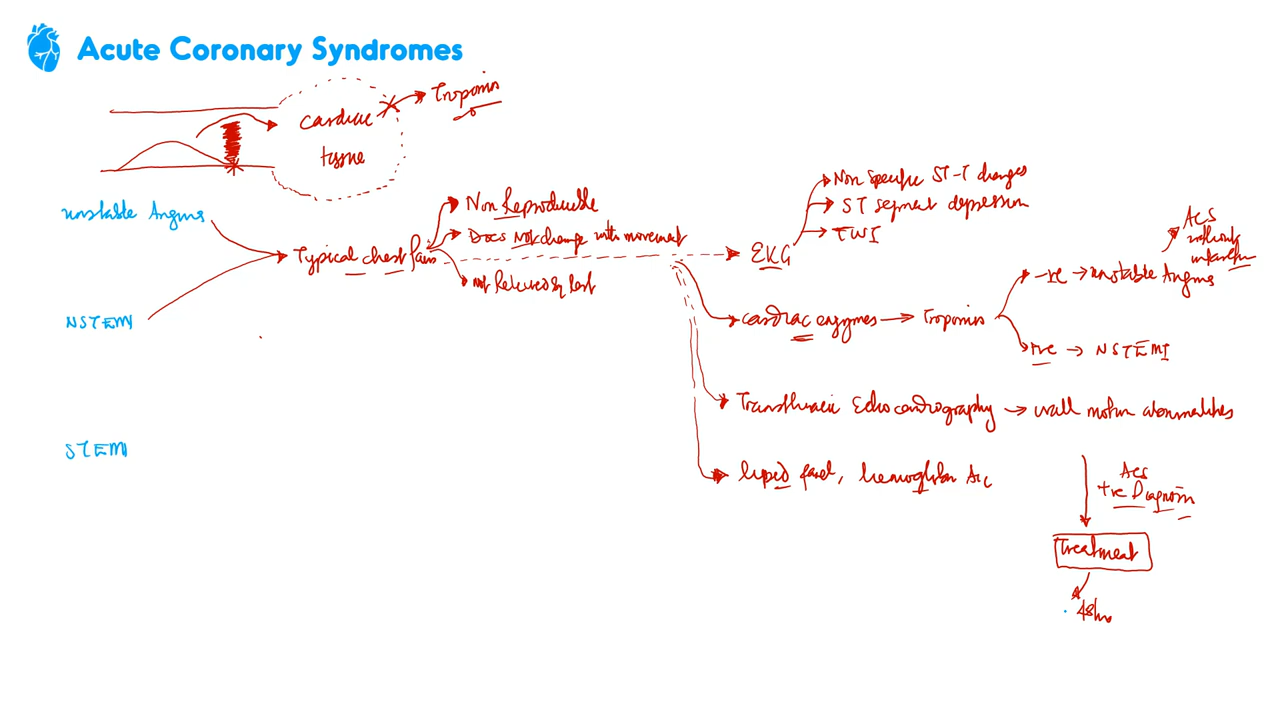 Acute Coronary Syndromes
Troponin
cardiac
tissue
unstable Angina
NSTEMI
STEMI
Typical chest Pain
Non Reproducible
Does Not change with movement
not Relieved by rest
EKG
Non specific ST-T changes
ST segment depression
TWI
cardiac enzymes → Troponin
-ve → unstable Angina
ACS
without
infarction
+ve → NSTEMI
Transthoracic Echocardiography → wall motion abnormalities
lipid panel, hemoglobin A1c
ACS
+ve Diagnosis
Treatment
48hrs